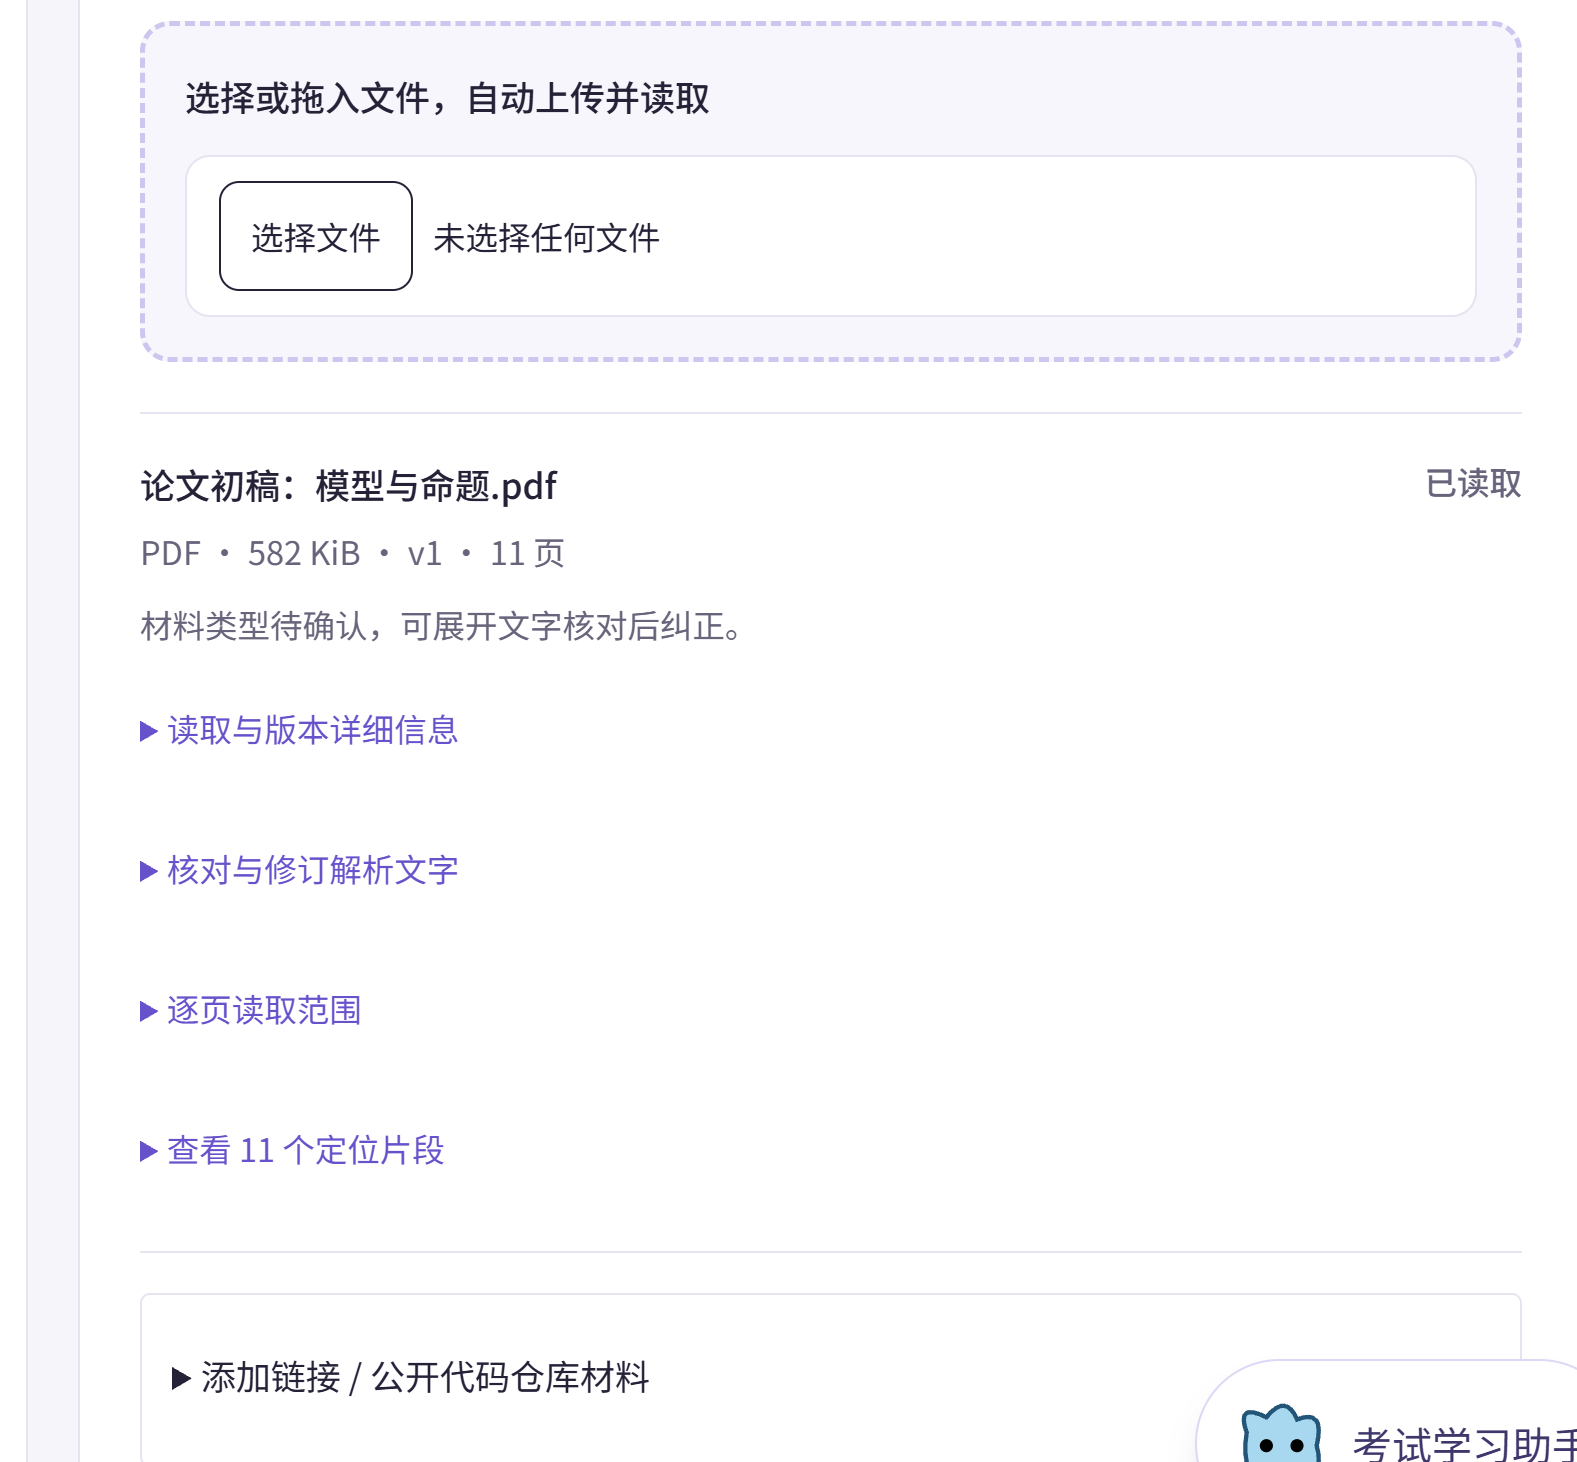 选择或拖入文件，自动上传并读取
选择文件 未选择任何文件
论文初稿：模型与命题.pdf 已读取
PDF · 582 KiB · v1 · 11 页
材料类型待确认，可展开文字核对后纠正。
▶ 读取与版本详细信息
▶ 核对与修订解析文字
▶ 逐页读取范围
▶ 查看 11 个定位片段
▶ 添加链接 / 公开代码仓库材料
考试学习助手